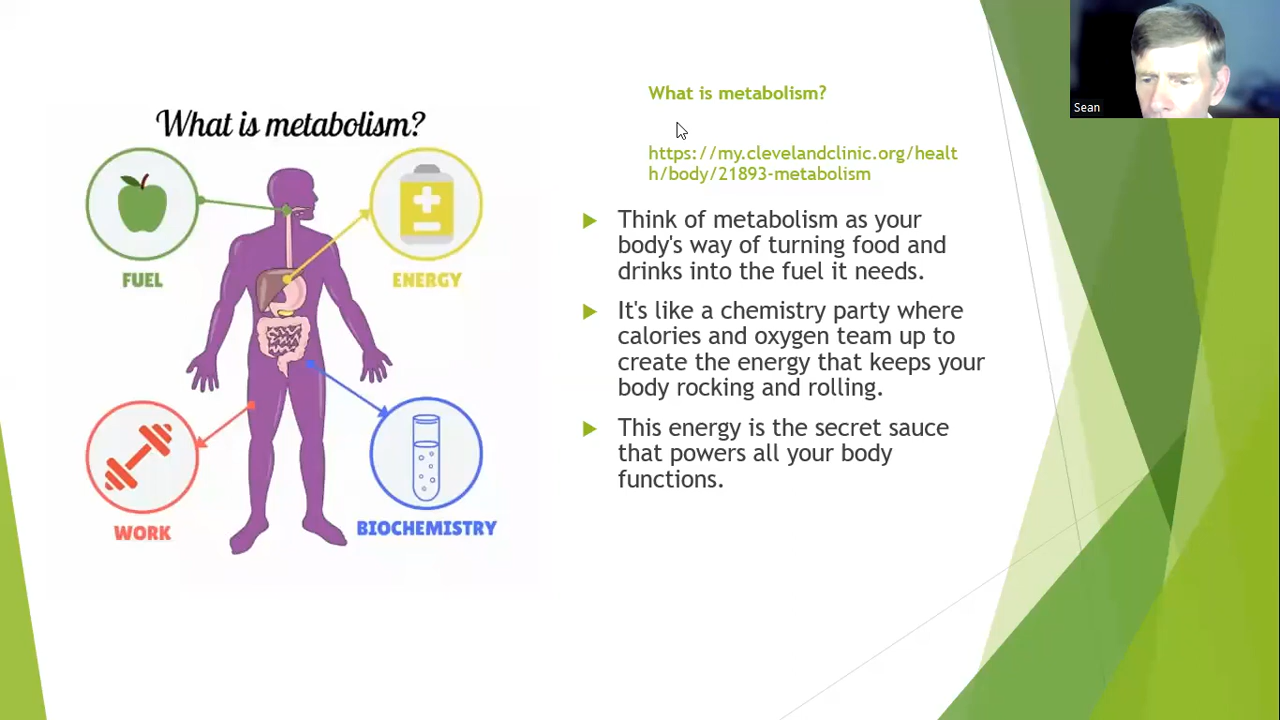 What is metabolism?
FUEL
ENERGY
WORK
BIOCHEMISTRY
What is metabolism?
https://my.clevelandclinic.org/healt
h/body/21893-metabolism
Think of metabolism as your
body's way of turning food and
drinks into the fuel it needs.
It's like a chemistry party where
calories and oxygen team up to
create the energy that keeps your
body rocking and rolling.
This energy is the secret sauce
that powers all your body
functions.
Sean